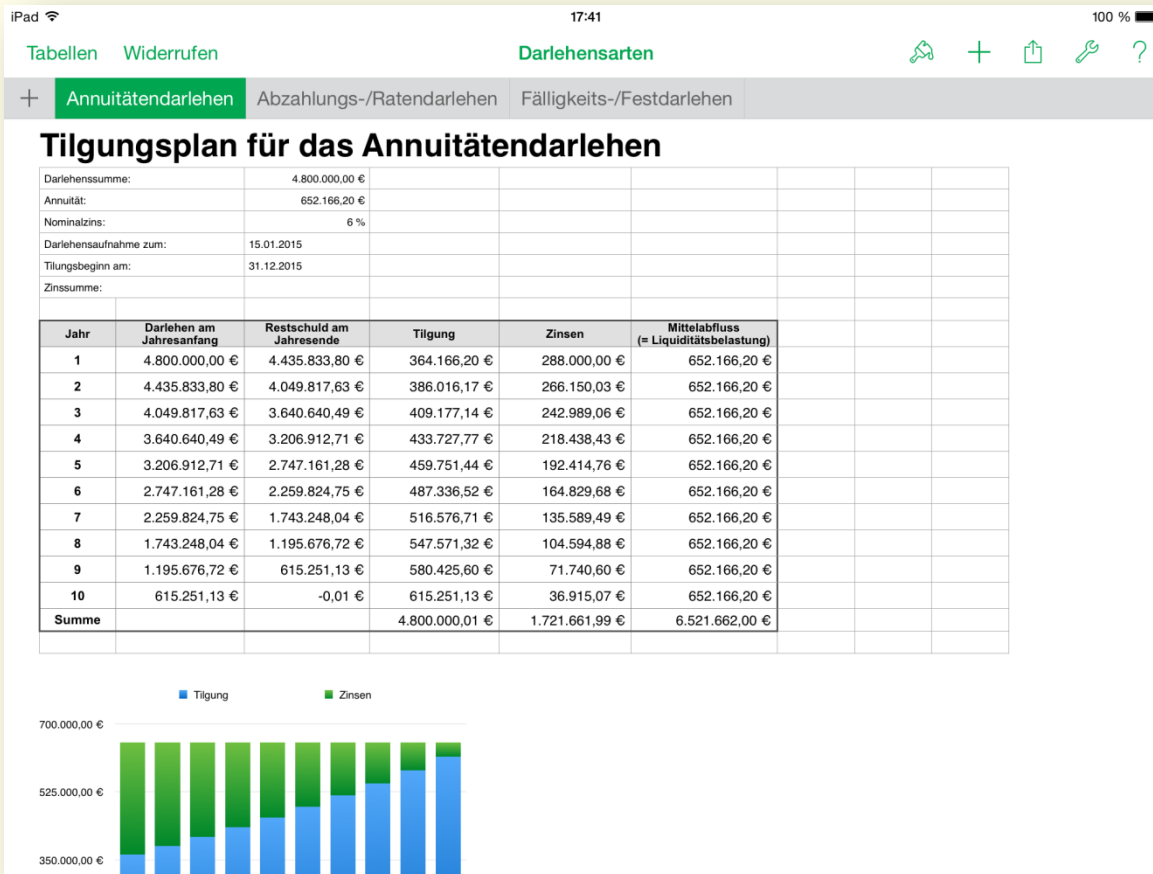 iPad 17:41 100 %
Tabellen Widerrufen Darlehensarten ?
Annuitätendarlehen Abzahlungs-/Ratendarlehen Fälligkeits-/Festdarlehen
Tilgungsplan für das Annuitätendarlehen
Darlehenssumme: 4.800.000,00 €
Annuität: 652.166,20 €
Nominalzins: 6 %
Darlehensaufnahme zum: 15.01.2015
Tilungsbeginn am: 31.12.2015
Zinssumme:
Jahr Darlehen am Jahresanfang Restschuld am Jahresende Tilgung Zinsen Mittelabfluss (= Liquiditätsbelastung)
1 4.800.000,00 € 4.435.833,80 € 364.166,20 € 288.000,00 € 652.166,20 €
2 4.435.833,80 € 4.049.817,63 € 386.016,17 € 266.150,03 € 652.166,20 €
3 4.049.817,63 € 3.640.640,49 € 409.177,14 € 242.989,06 € 652.166,20 €
4 3.640.640,49 € 3.206.912,71 € 433.727,77 € 218.438,43 € 652.166,20 €
5 3.206.912,71 € 2.747.161,28 € 459.751,44 € 192.414,76 € 652.166,20 €
6 2.747.161,28 € 2.259.824,75 € 487.336,52 € 164.829,68 € 652.166,20 €
7 2.259.824,75 € 1.743.248,04 € 516.576,71 € 135.589,49 € 652.166,20 €
8 1.743.248,04 € 1.195.676,72 € 547.571,32 € 104.594,88 € 652.166,20 €
9 1.195.676,72 € 615.251,13 € 580.425,60 € 71.740,60 € 652.166,20 €
10 615.251,13 € -0,01 € 615.251,13 € 36.915,07 € 652.166,20 €
Summe 4.800.000,01 € 1.721.661,99 € 6.521.662,00 €
Tilgung Zinsen
700.000,00 €
525.000,00 €
350.000,00 €